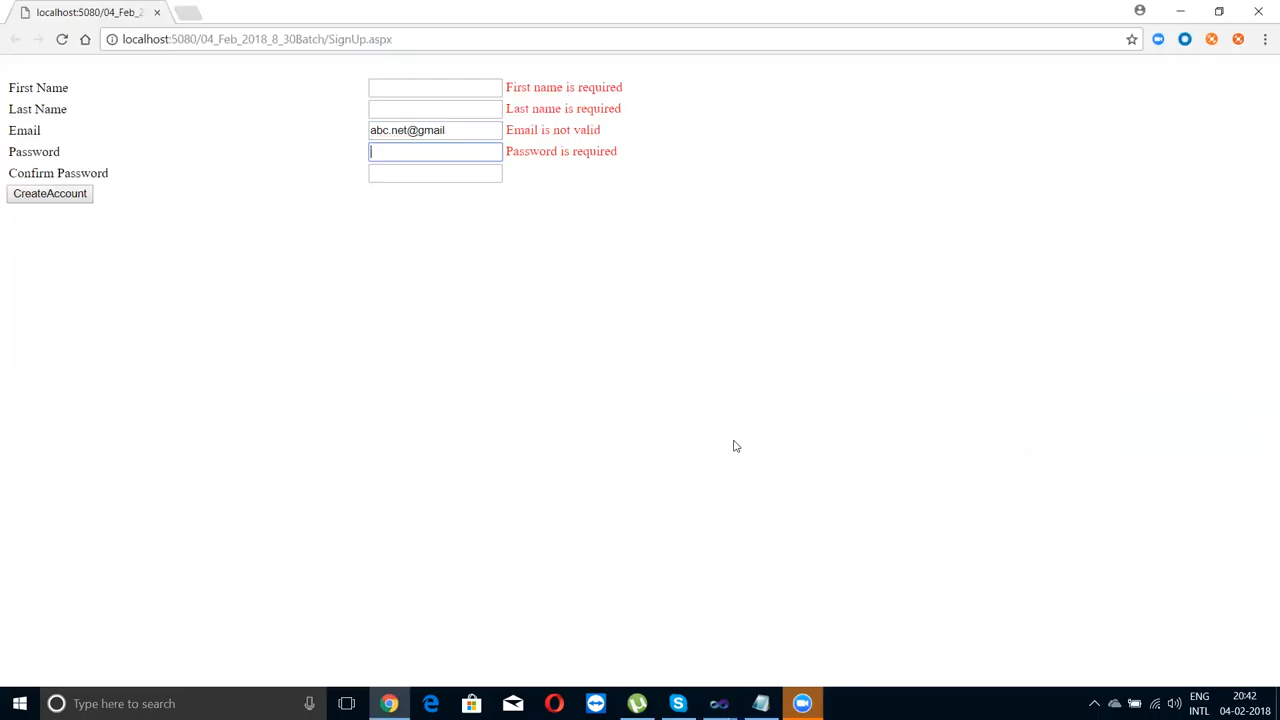 localhost:5080/04_Feb_2
localhost:5080/04_Feb_2018_8_30Batch/SignUp.aspx
First Name First name is required
Last Name Last name is required
Email abc.net@gmail Email is not valid
Password Password is required
Confirm Password
CreateAccount
Type here to search
ENG 20:42
INTL 04-02-2018